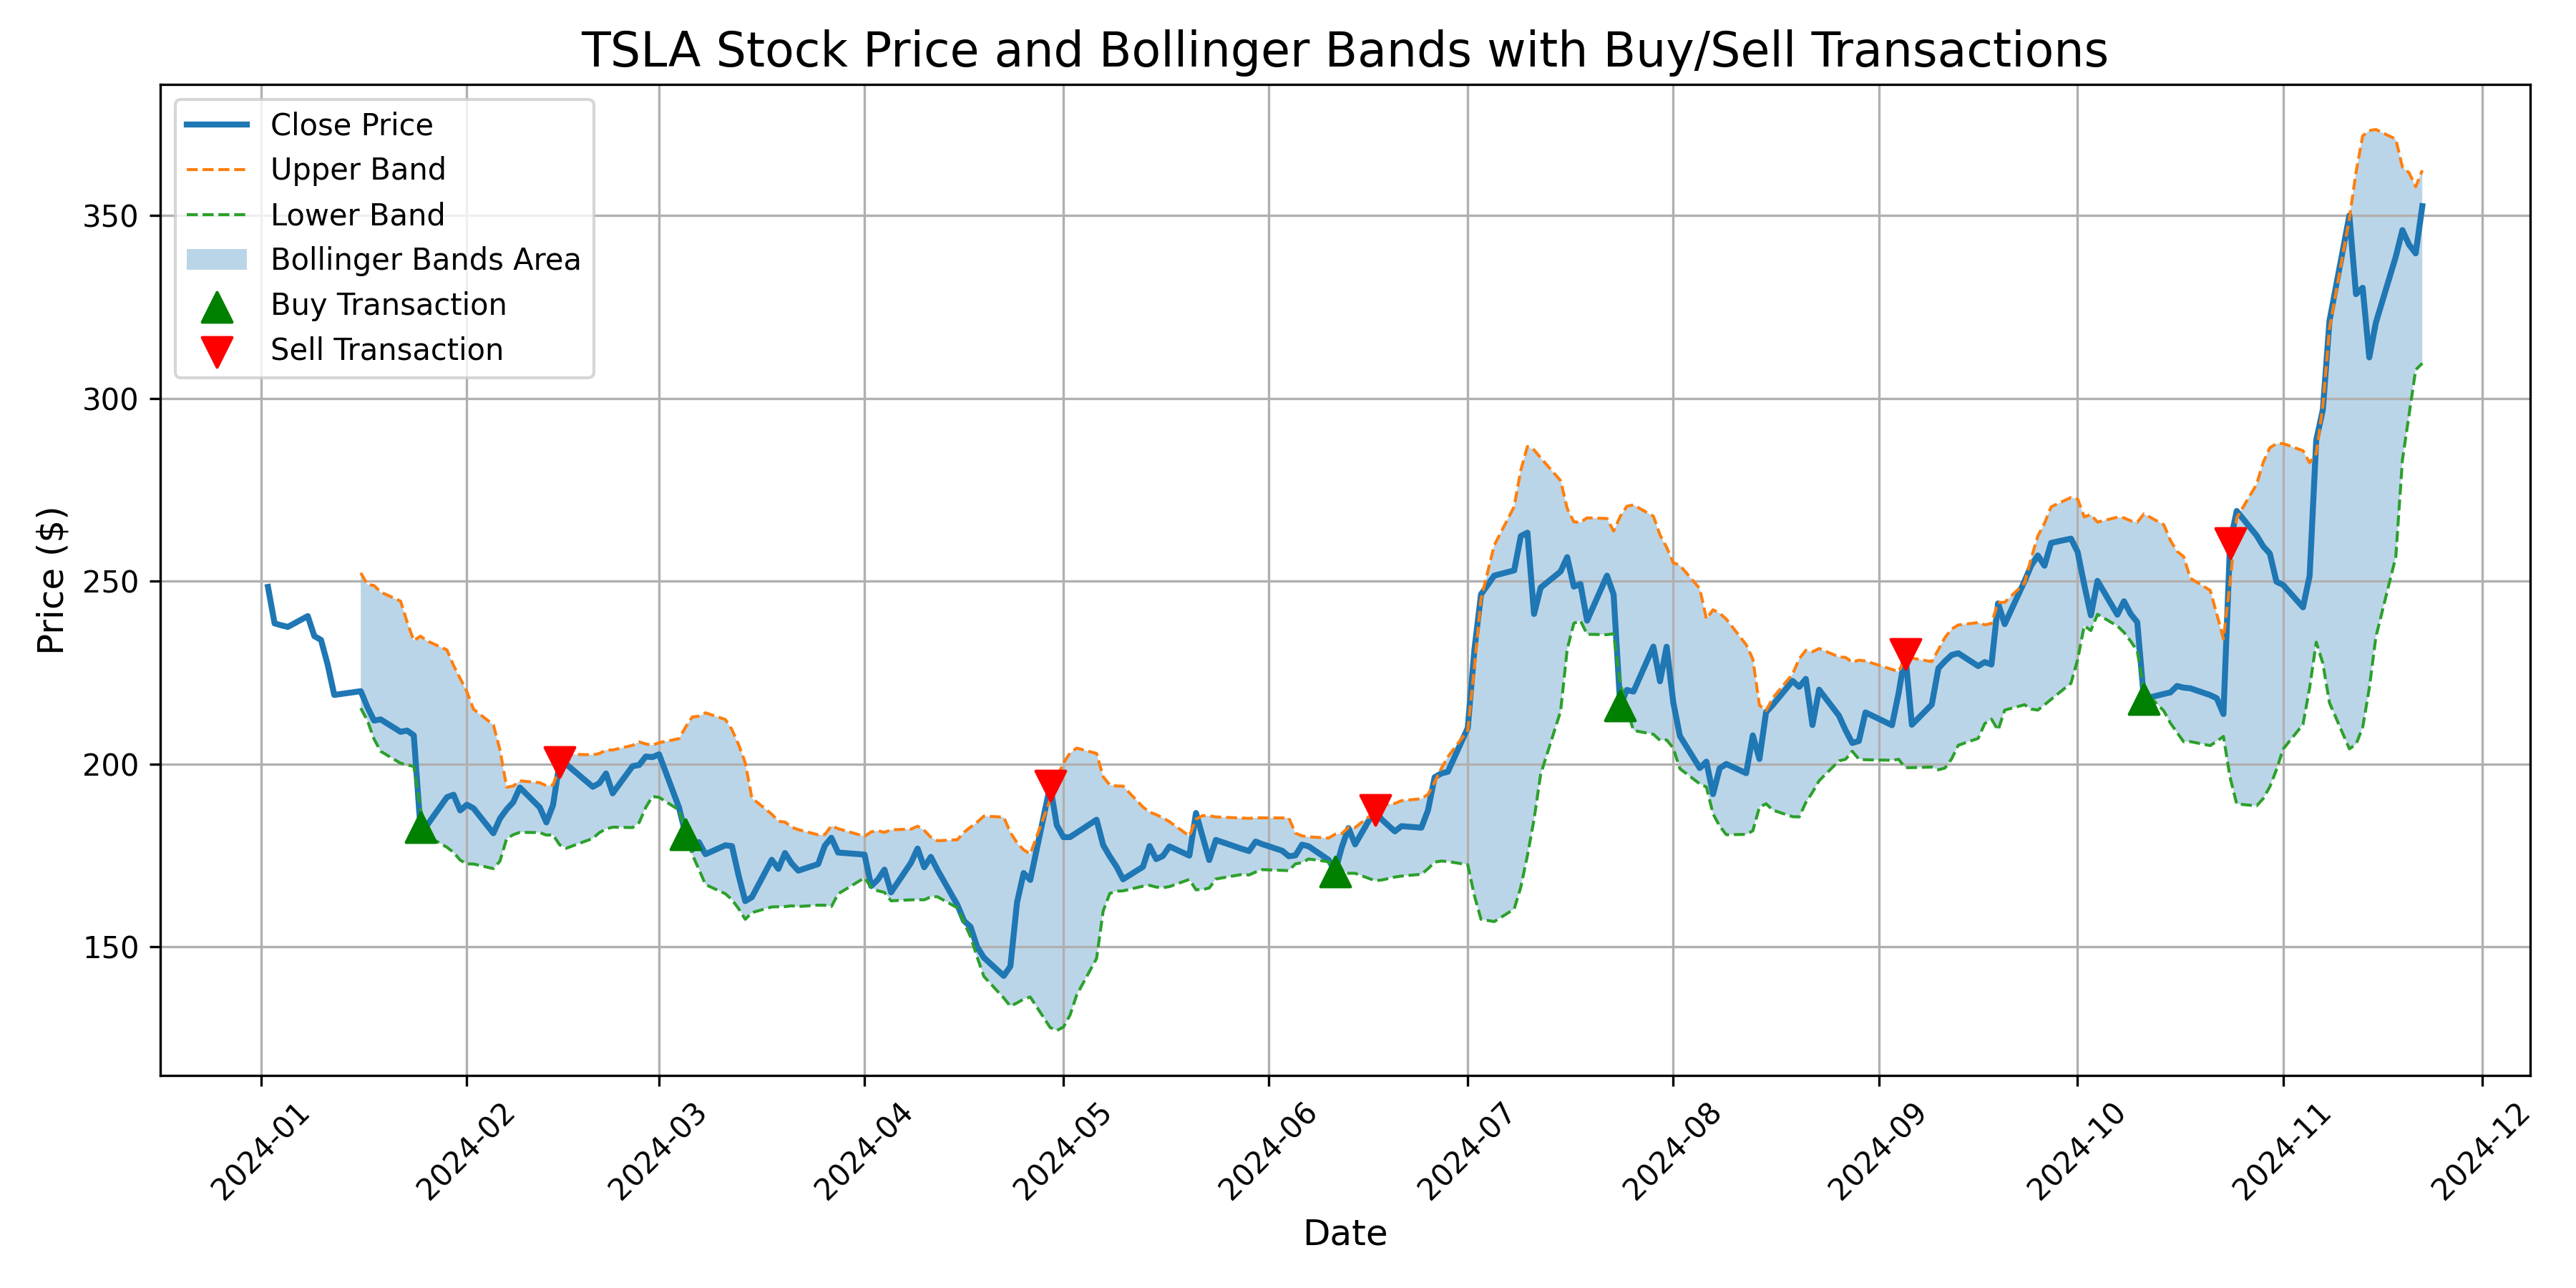 TSLA Stock Price and Bollinger Bands with Buy/Sell Transactions
Close Price
Upper Band
Lower Band
Bollinger Bands Area
Buy Transaction
Sell Transaction
Price ($)
350
300
250
200
150
2024-01
2024-02
2024-03
2024-04
2024-05
2024-06
2024-07
2024-08
2024-09
2024-10
2024-11
2024-12
Date